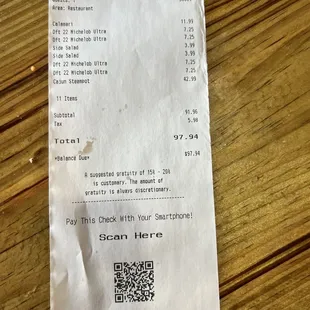 Area: Restaurant
Calamari 11.99
Dft 22 Michelob Ultra 7.25
Dft 22 Michelob Ultra 7.25
Side Salad 3.99
Side Salad 3.99
Dft 22 Michelob Ultra 7.25
Dft 22 Michelob Ultra 7.25
Cajun Steampot 42.99
11 Items
Subtotal 91.96
Tax 5.98
Total 97.94
*Balance Due* $97.94
A suggested gratuity of 15% - 20%
is customary. The amount of
gratuity is always discretionary.
Pay This Check With Your Smartphone!
Scan Here